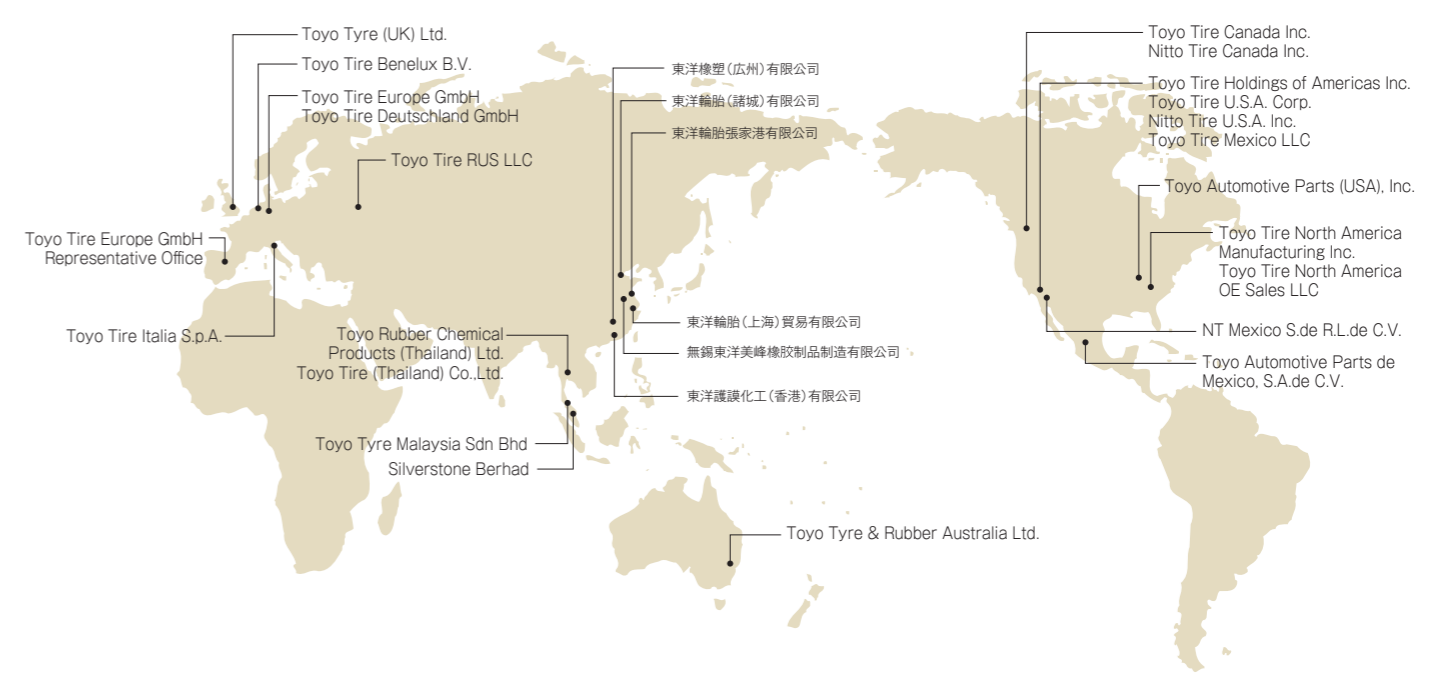 Toyo Tyre (UK) Ltd.
Toyo Tire Benelux B.V.
Toyo Tire Europe GmbH
Toyo Tire Deutschland GmbH
Toyo Tire RUS LLC
Toyo Tire Europe GmbH
Representative Office
Toyo Tire Italia S.p.A.
東洋橡塑(広州)有限公司
東洋輪胎(諸城)有限公司
東洋輪胎張家港有限公司
東洋輪胎(上海)貿易有限公司
無錫東洋美峰橡胶制品制造有限公司
東洋護謨化工(香港)有限公司
Toyo Rubber Chemical
Products (Thailand) Ltd.
Toyo Tire (Thailand) Co.,Ltd.
Toyo Tyre Malaysia Sdn Bhd
Silverstone Berhad
Toyo Tyre & Rubber Australia Ltd.
Toyo Tire Canada Inc.
Nitto Tire Canada Inc.
Toyo Tire Holdings of Americas Inc.
Toyo Tire U.S.A. Corp.
Nitto Tire U.S.A. Inc.
Toyo Tire Mexico LLC
Toyo Automotive Parts (USA), Inc.
Toyo Tire North America
Manufacturing Inc.
Toyo Tire North America
OE Sales LLC
NT Mexico S.de R.L.de C.V.
Toyo Automotive Parts de
Mexico, S.A.de C.V.